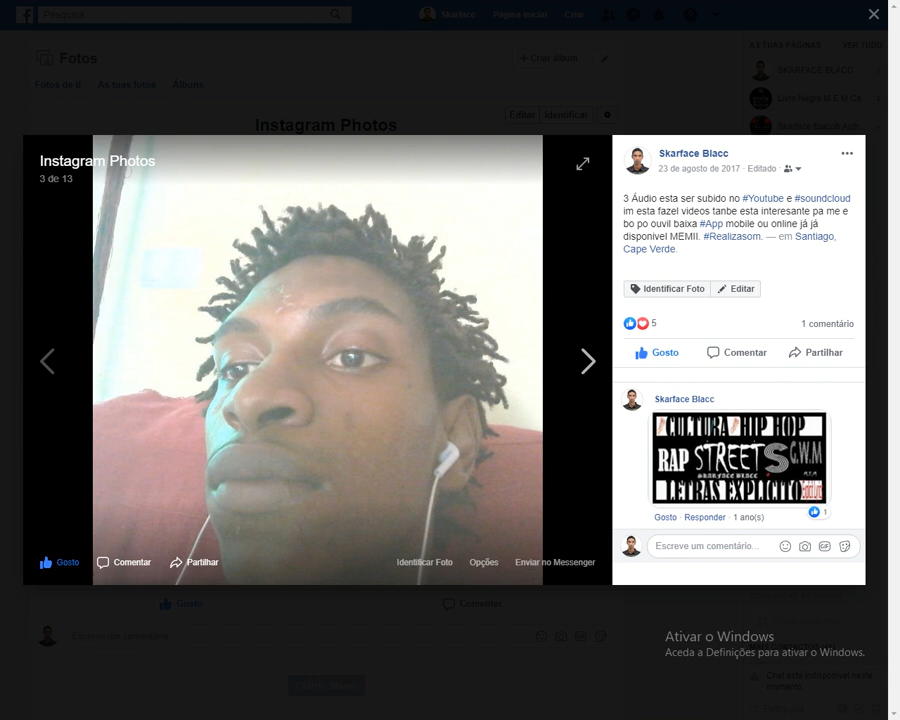 Pesquisa
Skarface
Página inicial
Criar
Fotos
+ Criar álbum
Fotos de ti
As tuas fotos
Álbuns
Instagram Photos
Editar
Identificar
AS TUAS PÁGINAS
VER TUDO
SKARFACE BLACC
Instagram Photos
3 de 13
Gosto
Comentar
Partilhar
Identificar Foto
Opções
Enviar no Messenger
Skarface Blacc
23 de agosto de 2017 · Editado ·
3 Áudio esta ser subido no #Youtube e #soundcloud
im esta fazel videos tanbe esta interesante pa me e
bo po ouvil baixa #App mobile ou online já já
disponivel MEMII. #Realizasom. — em Santiago,
Cape Verde.
Identificar Foto
Editar
5
1 comentário
Gosto
Comentar
Partilhar
Skarface Blacc
CULTURA HIP HOP
RAP STREETS G.W.M
SKARFACE BLACC
LETRAS EXPLICITO
Gosto · Responder · 1 ano(s)
1
Escreve um comentário...
GIF
Gosto
Comentar
Escreve um comentário...
Ativar o Windows
Aceda a Definições para ativar o Windows.
Chat está indisponível neste
momento.